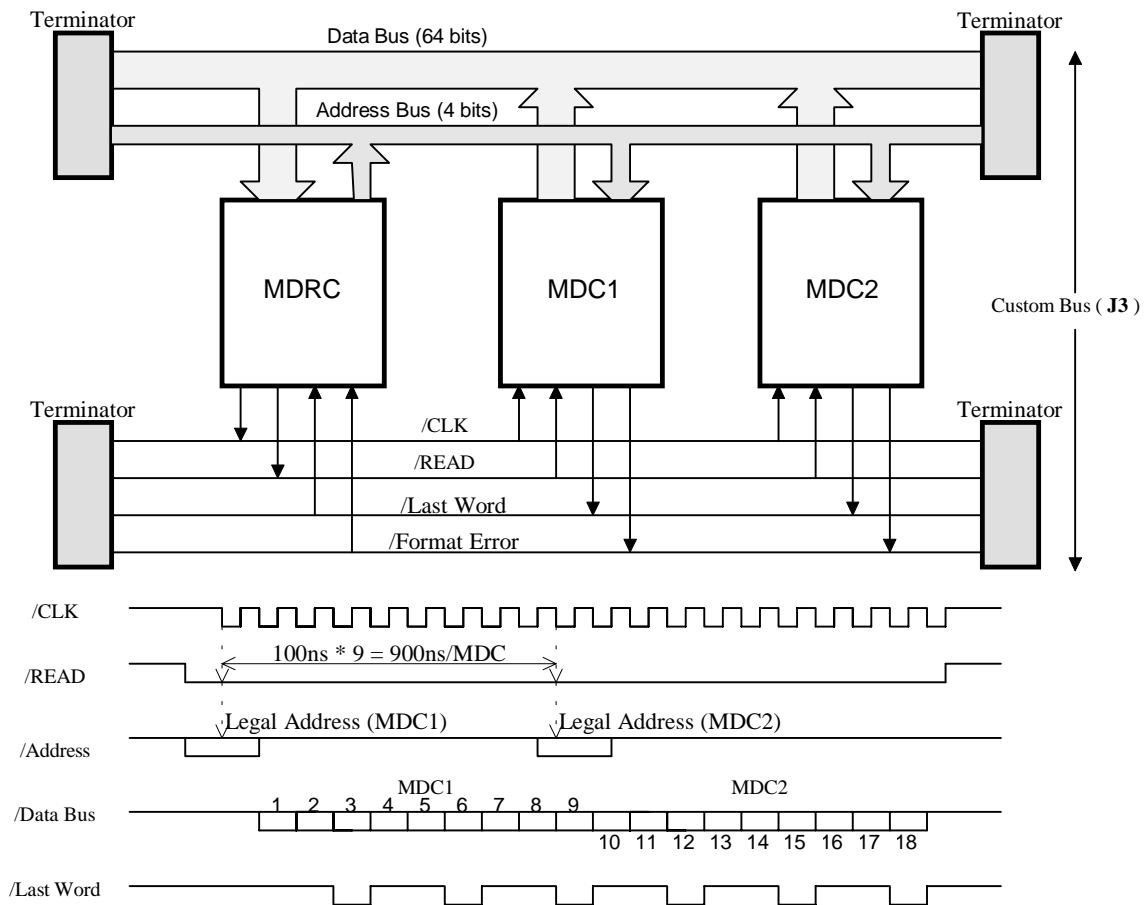 Terminator
Terminator
Data Bus (64 bits)
Address Bus (4 bits)
MDRC
MDC1
MDC2
Custom Bus ( J3 )
Terminator
Terminator
/CLK
/READ
/Last Word
/Format Error
/CLK
100ns * 9 = 900ns/MDC
/READ
Legal Address (MDC1)
Legal Address (MDC2)
/Address
MDC1
MDC2
1 2 3 4 5 6 7 8 9
/Data Bus
10 11 12 13 14 15 16 17 18
/Last Word